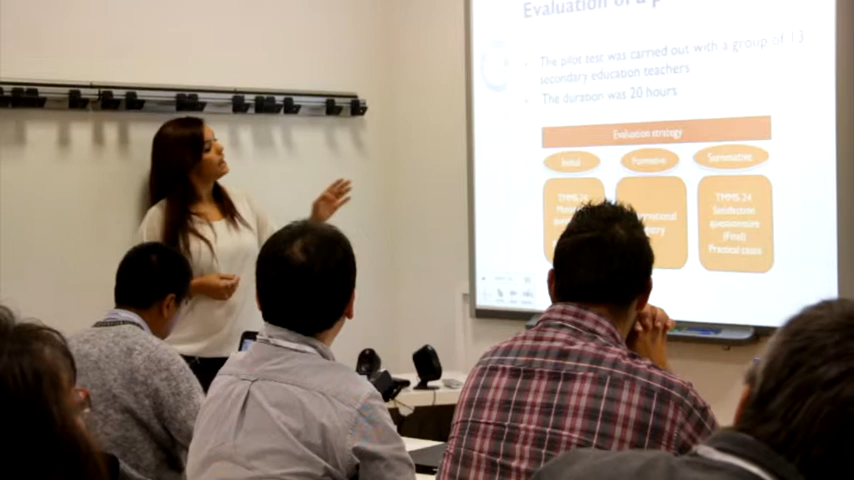 Evaluation of a p
The pilot test was carried out with a group of 13
secondary education teachers
The duration was 20 hours
Evaluation strategy
Initial
Formative
Summative
TMMS 24
TMMS 24
Satisfaction
questionnaire
(Final)
Practical cases